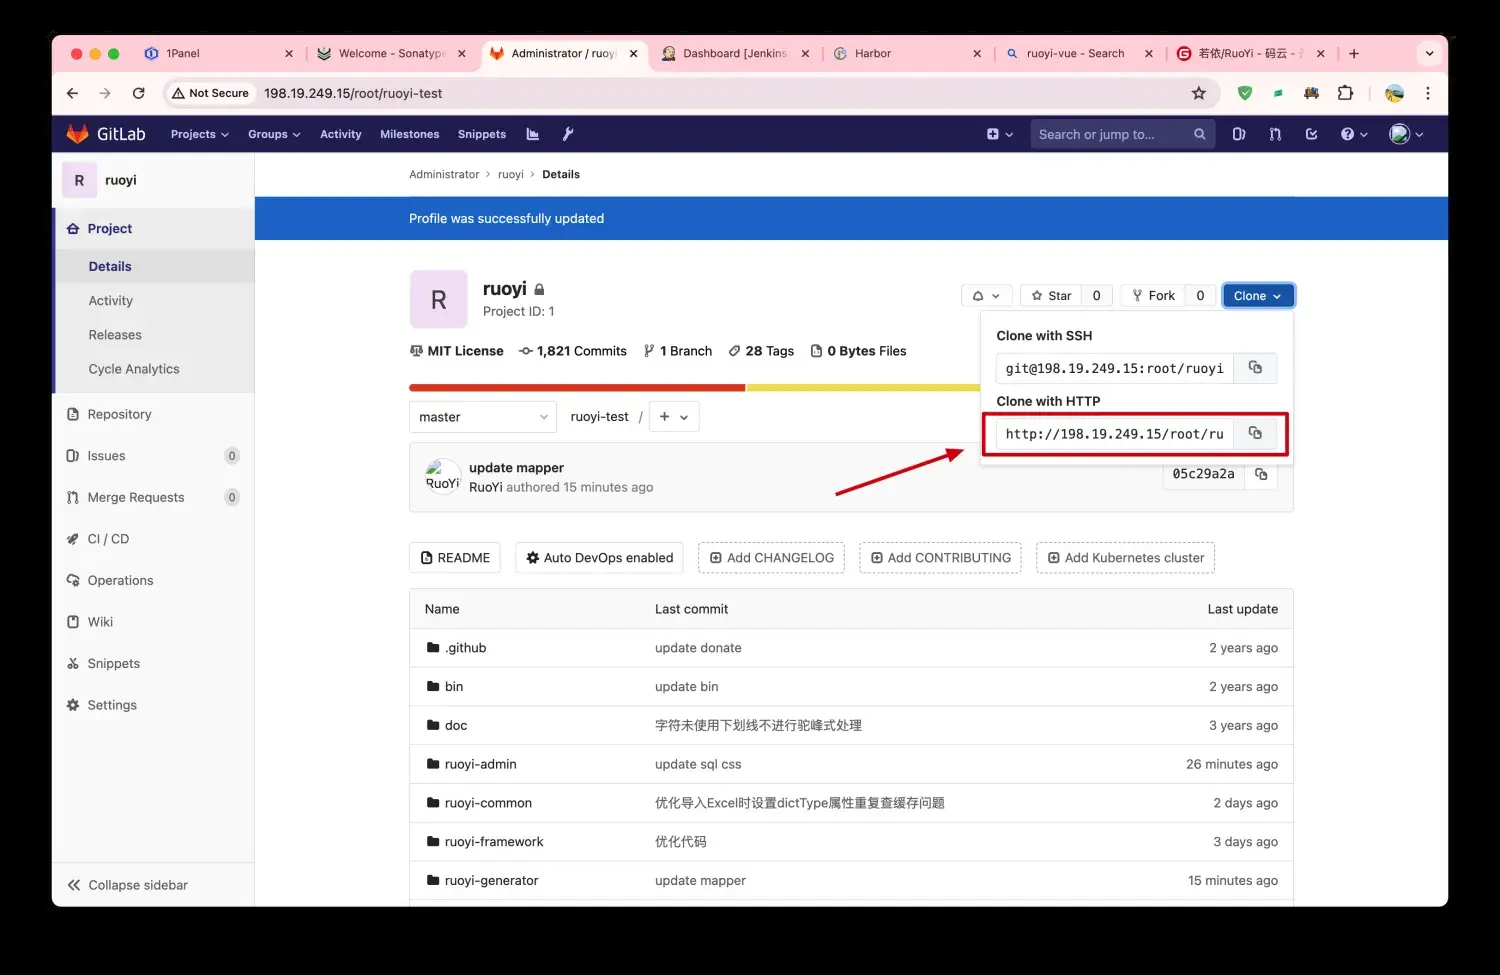 1Panel
Welcome - Sonatype
Administrator / ruoyi
Dashboard [Jenkins
Harbor
ruoyi-vue - Search
若依/RuoYi - 码云 -
Not Secure
198.19.249.15/root/ruoyi-test
GitLab
Projects
Groups
Activity
Milestones
Snippets
Search or jump to...
R
ruoyi
Administrator › ruoyi › Details
Project
Profile was successfully updated
Details
Activity
Releases
Cycle Analytics
Repository
Issues 0
Merge Requests 0
CI / CD
Operations
Wiki
Snippets
Settings
Collapse sidebar
R
ruoyi
Project ID: 1
Star 0
Fork 0
Clone
MIT License
1,821 Commits
1 Branch
28 Tags
0 Bytes Files
Clone with SSH
git@198.19.249.15:root/ruoyi
Clone with HTTP
http://198.19.249.15/root/ru
master
ruoyi-test /
RuoYi
update mapper
RuoYi authored 15 minutes ago
05c29a2a
README
Auto DevOps enabled
Add CHANGELOG
Add CONTRIBUTING
Add Kubernetes cluster
Name Last commit Last update
.github update donate 2 years ago
bin update bin 2 years ago
doc 字符未使用下划线不进行驼峰式处理 3 years ago
ruoyi-admin update sql css 26 minutes ago
ruoyi-common 优化导入Excel时设置dictType属性重复查缓存问题 2 days ago
ruoyi-framework 优化代码 3 days ago
ruoyi-generator update mapper 15 minutes ago